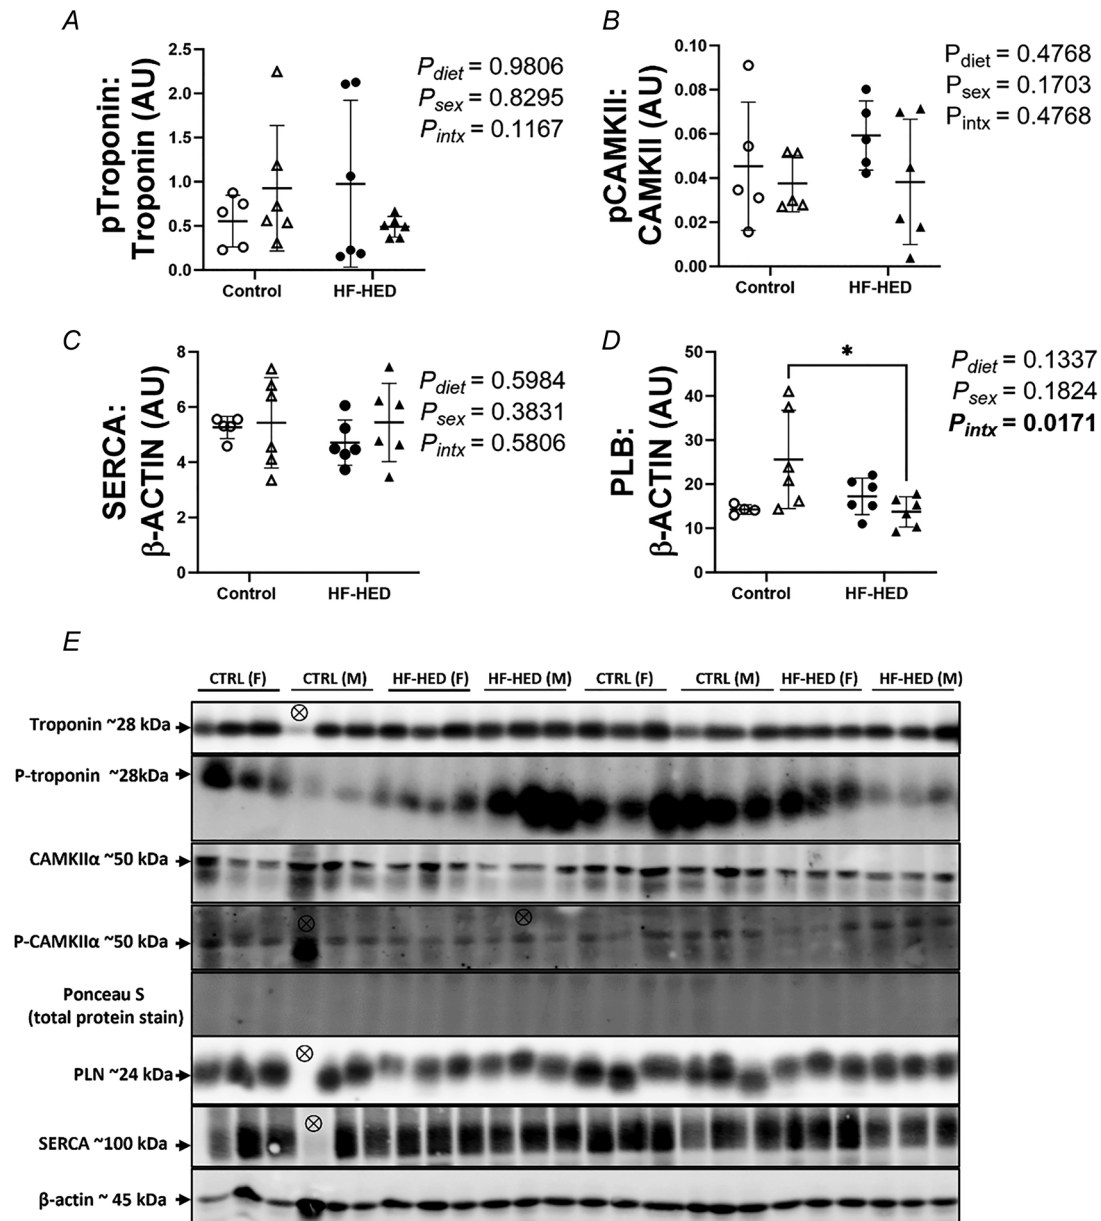 A
pTroponin:
Troponin (AU)
2.5
2.0
1.5
1.0
0.5
0.0
Control
HF-HED
Pdiet = 0.9806
Psex = 0.8295
Pintx = 0.1167
B
pCAMKII:
CAMKII (AU)
0.10
0.08
0.06
0.04
0.02
0.00
Control
HF-HED
Pdiet = 0.4768
Psex = 0.1703
Pintx = 0.4768
C
SERCA:
β-ACTIN (AU)
8
6
4
2
0
Control
HF-HED
Pdiet = 0.5984
Psex = 0.3831
Pintx = 0.5806
D
PLB:
β-ACTIN (AU)
50
40
30
20
10
0
*
Control
HF-HED
Pdiet = 0.1337
Psex = 0.1824
Pintx = 0.0171
E
CTRL (F) CTRL (M) HF-HED (F) HF-HED (M) CTRL (F) CTRL (M) HF-HED (F) HF-HED (M)
Troponin ~28 kDa
P-troponin ~28kDa
CAMKIIα ~50 kDa
P-CAMKIIα ~50 kDa
Ponceau S
(total protein stain)
PLN ~24 kDa
SERCA ~100 kDa
β-actin ~ 45 kDa